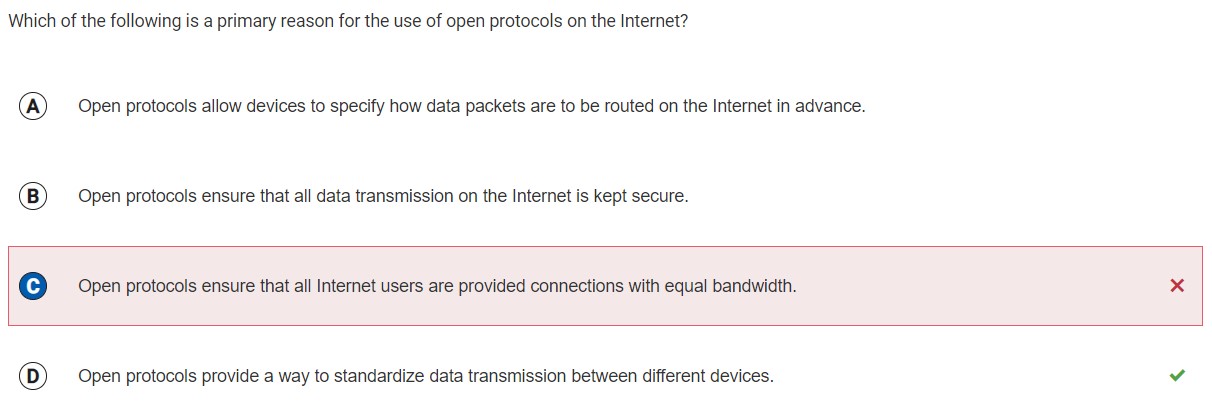 Which of the following is a primary reason for the use of open protocols on the Internet?
A Open protocols allow devices to specify how data packets are to be routed on the Internet in advance.
B Open protocols ensure that all data transmission on the Internet is kept secure.
C Open protocols ensure that all Internet users are provided connections with equal bandwidth.
D Open protocols provide a way to standardize data transmission between different devices.